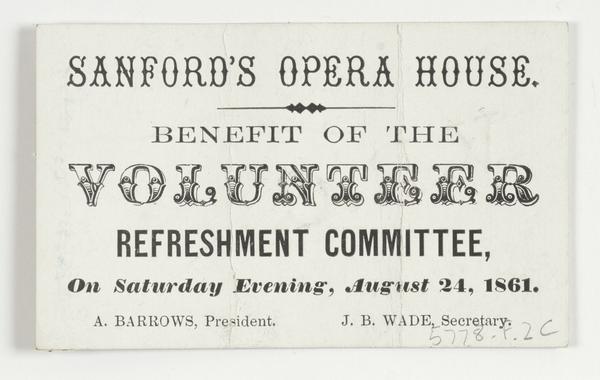 SANFORD'S OPERA HOUSE.
BENEFIT OF THE
VOLUNTEER
REFRESHMENT COMMITTEE,
On Saturday Evening, August 24, 1861.
A. BARROWS, President. J. B. WADE, Secretary.
5778.F.2C